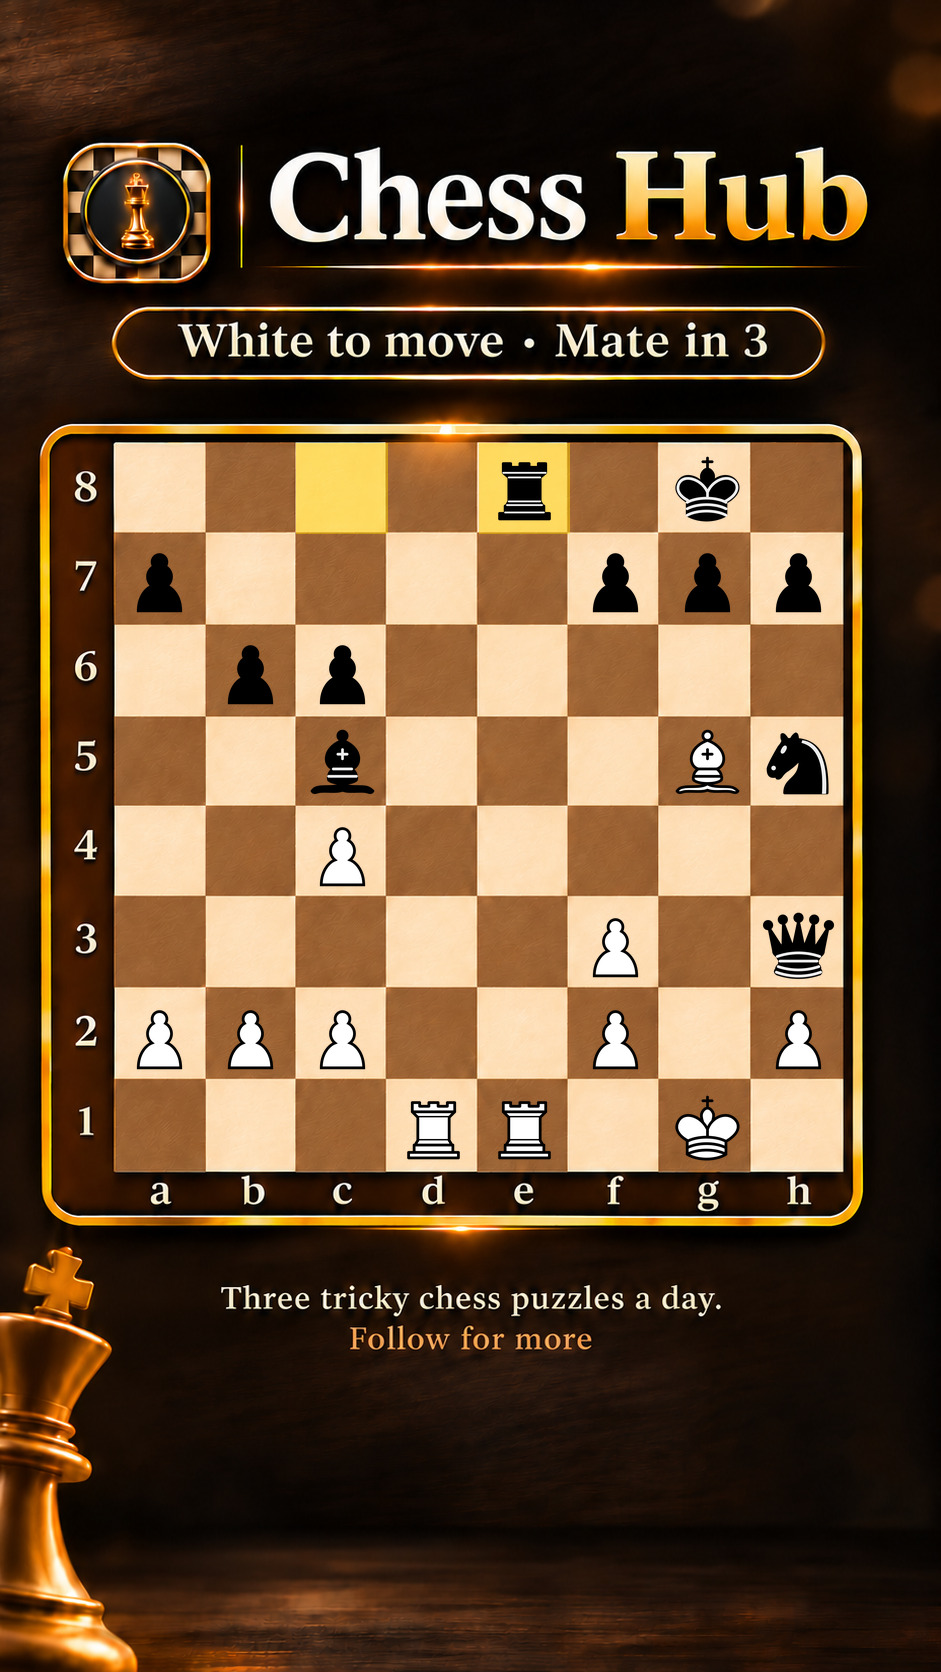 Chess Hub
White to move • Mate in 3
8
7
6
5
4
3
2
1
a b c d e f g h
Three tricky chess puzzles a day.
Follow for more